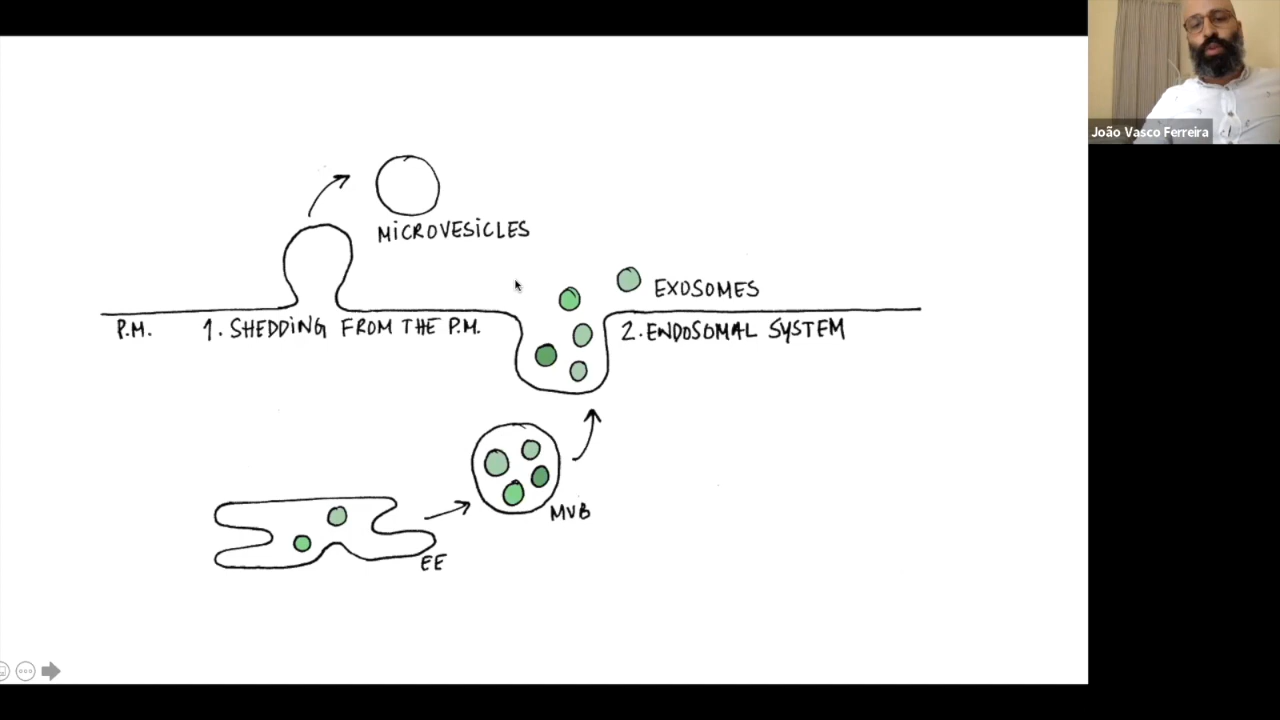 João Vasco Ferreira
MiCROVESiCLES
EXOSOMES
P.M.
1. SHEDDiNG FROM THE P.M.
2. ENDOSOMAL SYSTEM
MVB
EE